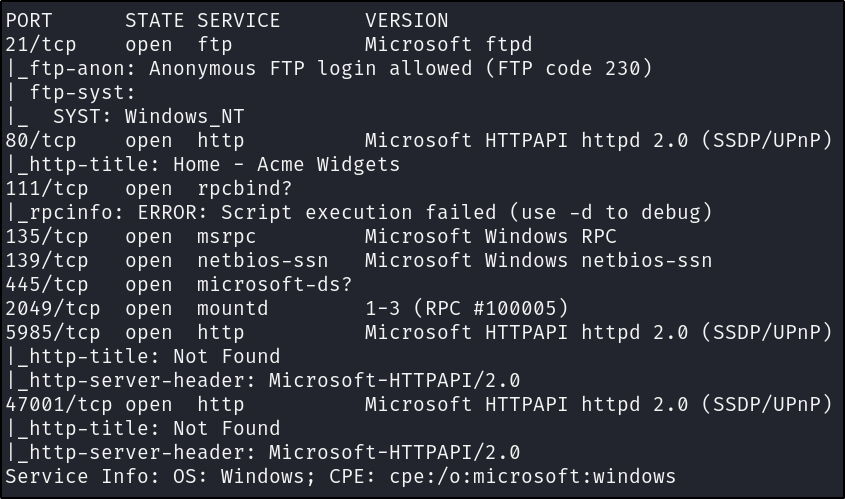 PORT      STATE SERVICE       VERSION
21/tcp    open  ftp           Microsoft ftpd
|_ftp-anon: Anonymous FTP login allowed (FTP code 230)
| ftp-syst:
|_  SYST: Windows_NT
80/tcp    open  http          Microsoft HTTPAPI httpd 2.0 (SSDP/UPnP)
|_http-title: Home - Acme Widgets
111/tcp   open  rpcbind?
|_rpcinfo: ERROR: Script execution failed (use -d to debug)
135/tcp   open  msrpc         Microsoft Windows RPC
139/tcp   open  netbios-ssn   Microsoft Windows netbios-ssn
445/tcp   open  microsoft-ds?
2049/tcp  open  mountd        1-3 (RPC #100005)
5985/tcp  open  http          Microsoft HTTPAPI httpd 2.0 (SSDP/UPnP)
|_http-title: Not Found
|_http-server-header: Microsoft-HTTPAPI/2.0
47001/tcp open  http          Microsoft HTTPAPI httpd 2.0 (SSDP/UPnP)
|_http-title: Not Found
|_http-server-header: Microsoft-HTTPAPI/2.0
Service Info: OS: Windows; CPE: cpe:/o:microsoft:windows